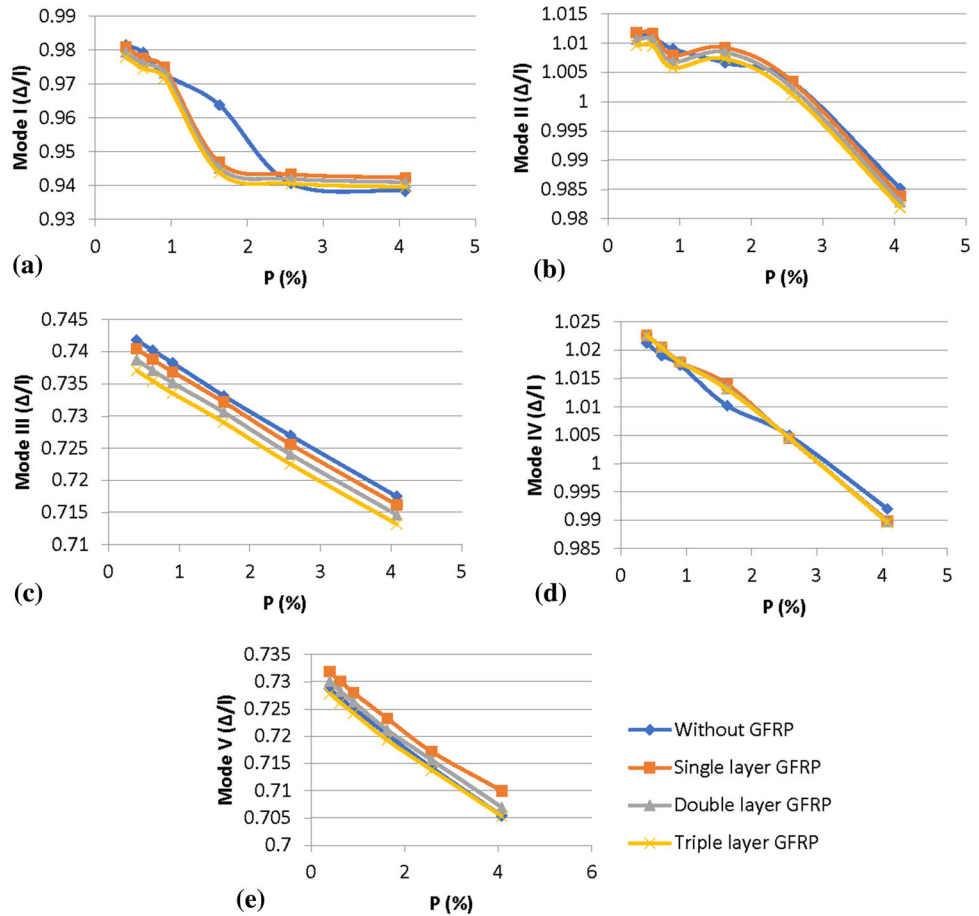 0.99
0.98
0.97
0.96
0.95
0.94
0.93
Mode I (Δ/l)
0 1 2 3 4 5
P (%)
(a)
1.015
1.01
1.005
1
0.995
0.99
0.985
0.98
Mode II (Δ/l)
0 1 2 3 4 5
P (%)
(b)
0.745
0.74
0.735
0.73
0.725
0.72
0.715
0.71
Mode III (Δ/l)
0 1 2 3 4 5
P (%)
(c)
1.025
1.02
1.015
1.01
1.005
1
0.995
0.99
0.985
Mode IV (Δ/l )
0 1 2 3 4 5
P (%)
(d)
0.735
0.73
0.725
0.72
0.715
0.71
0.705
0.7
Mode V (Δ/l)
0 2 4 6
P (%)
(e)
Without GFRP
Single layer GFRP
Double layer GFRP
Triple layer GFRP